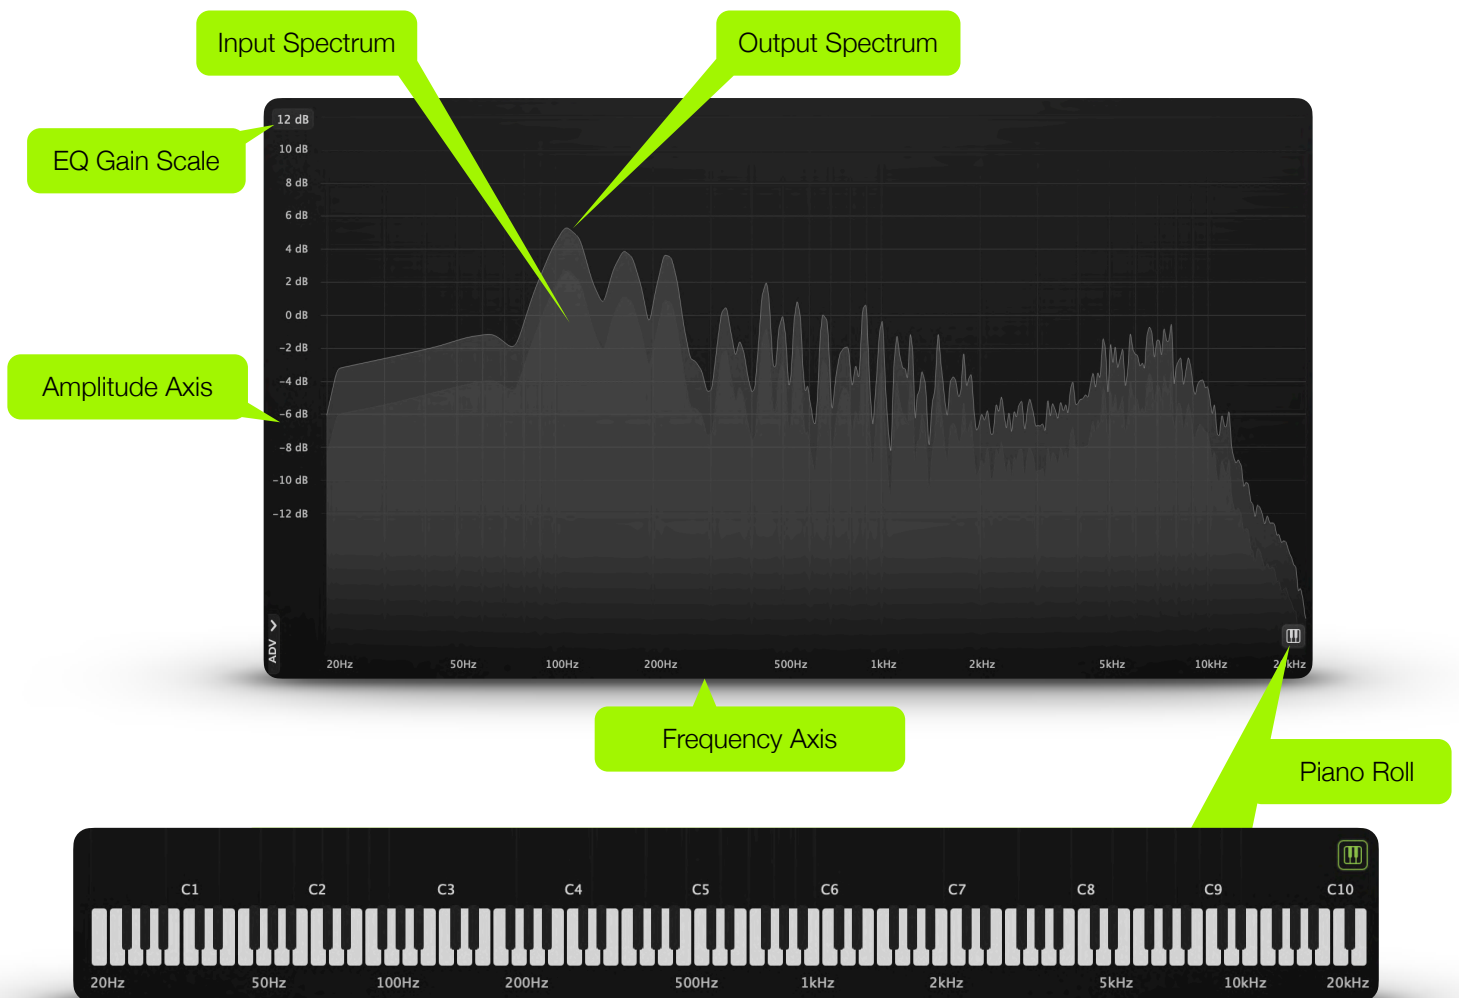 Input Spectrum
Output Spectrum
EQ Gain Scale
12 dB
10 dB
8 dB
6 dB
4 dB
2 dB
0 dB
-2 dB
Amplitude Axis
-4 dB
-6 dB
-8 dB
-10 dB
-12 dB
ADV
20Hz 50Hz 100Hz 200Hz 500Hz 1kHz 2kHz 5kHz 10kHz kHz
Frequency Axis
Piano Roll
C1 C2 C3 C4 C5 C6 C7 C8 C9 C10
20Hz 50Hz 100Hz 200Hz 500Hz 1kHz 2kHz 5kHz 10kHz 20kHz